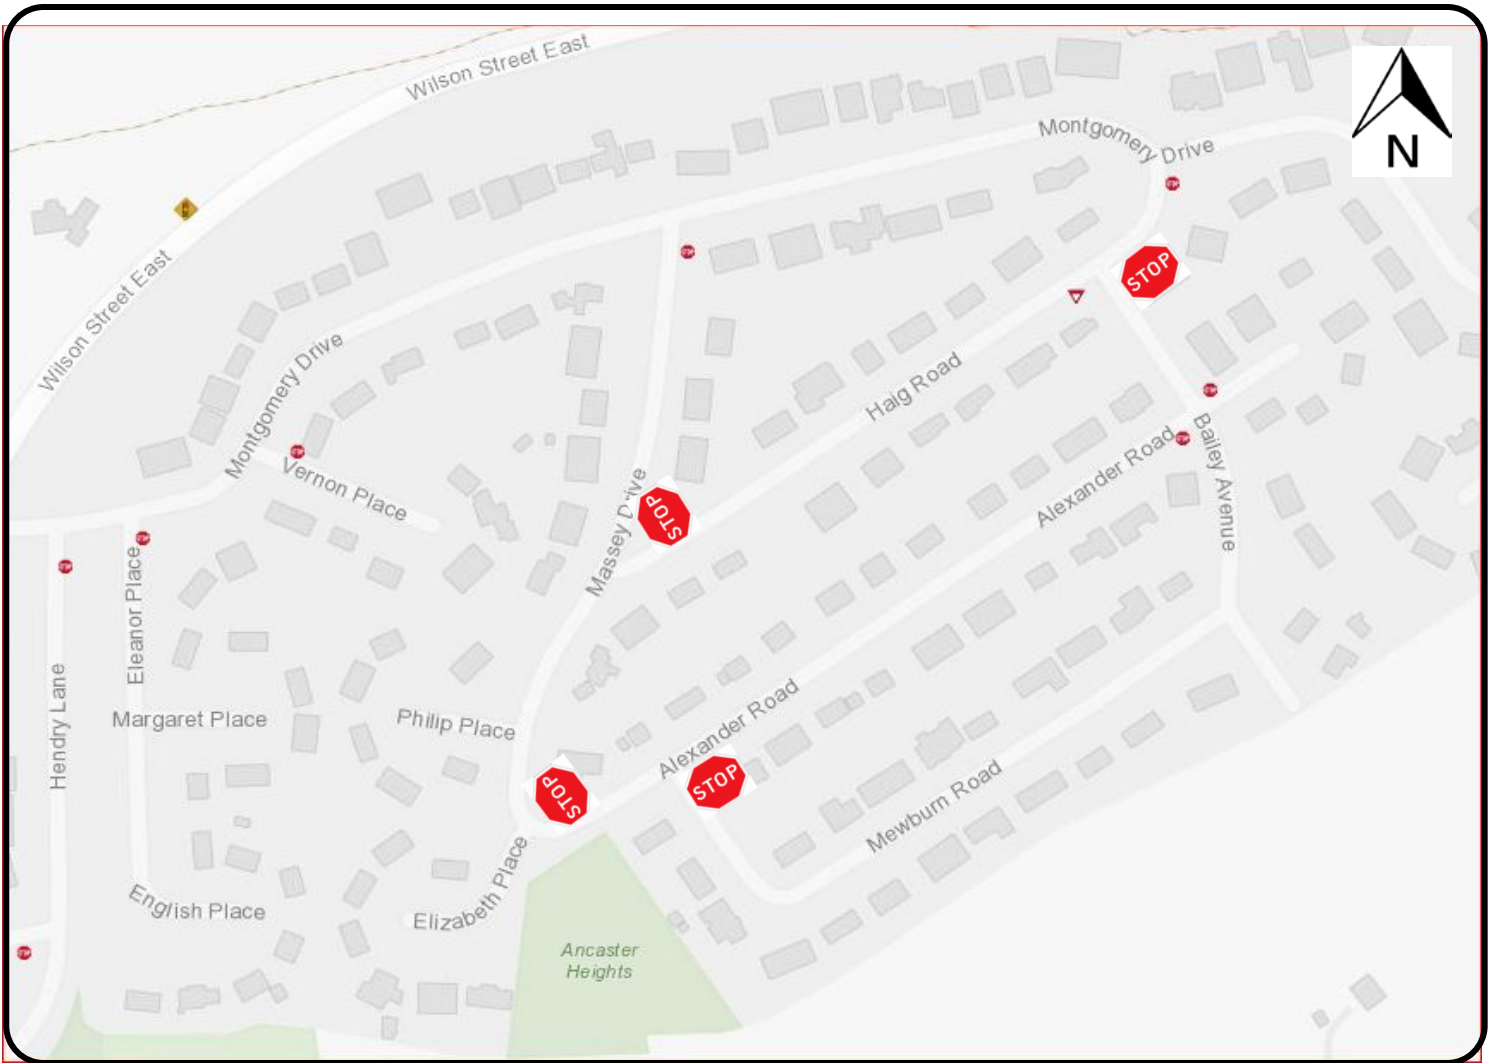 Wilson Street East
Montgomery Drive
N
Wilson Street East
Montgomery Drive
STOP
Haig Road
Vernon Place
Massey Drive
STOP
Alexander Road
Bailey Avenue
Eleanor Place
Hendry Lane
Margaret Place
Philip Place
Alexander Road
STOP
STOP
Mewburn Road
English Place
Elizabeth Place
Ancaster
Heights